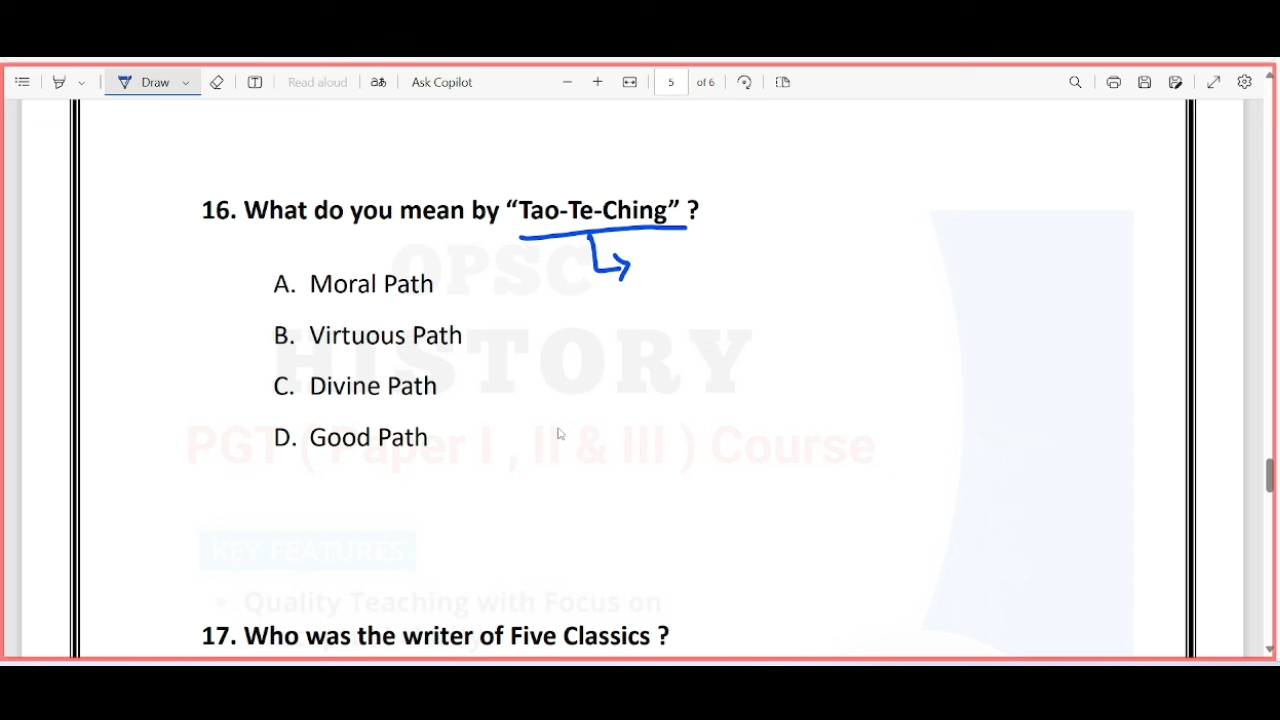 Draw
Read aloud
aあ
Ask Copilot
5
of 6
16. What do you mean by “Tao-Te-Ching” ?
OPSC
A. Moral Path
B. Virtuous Path
HISTORY
C. Divine Path
D. Good Path
PGT ( Paper I , II & III ) Course
KEY FEATURES
• Quality Teaching with Focus on
17. Who was the writer of Five Classics ?